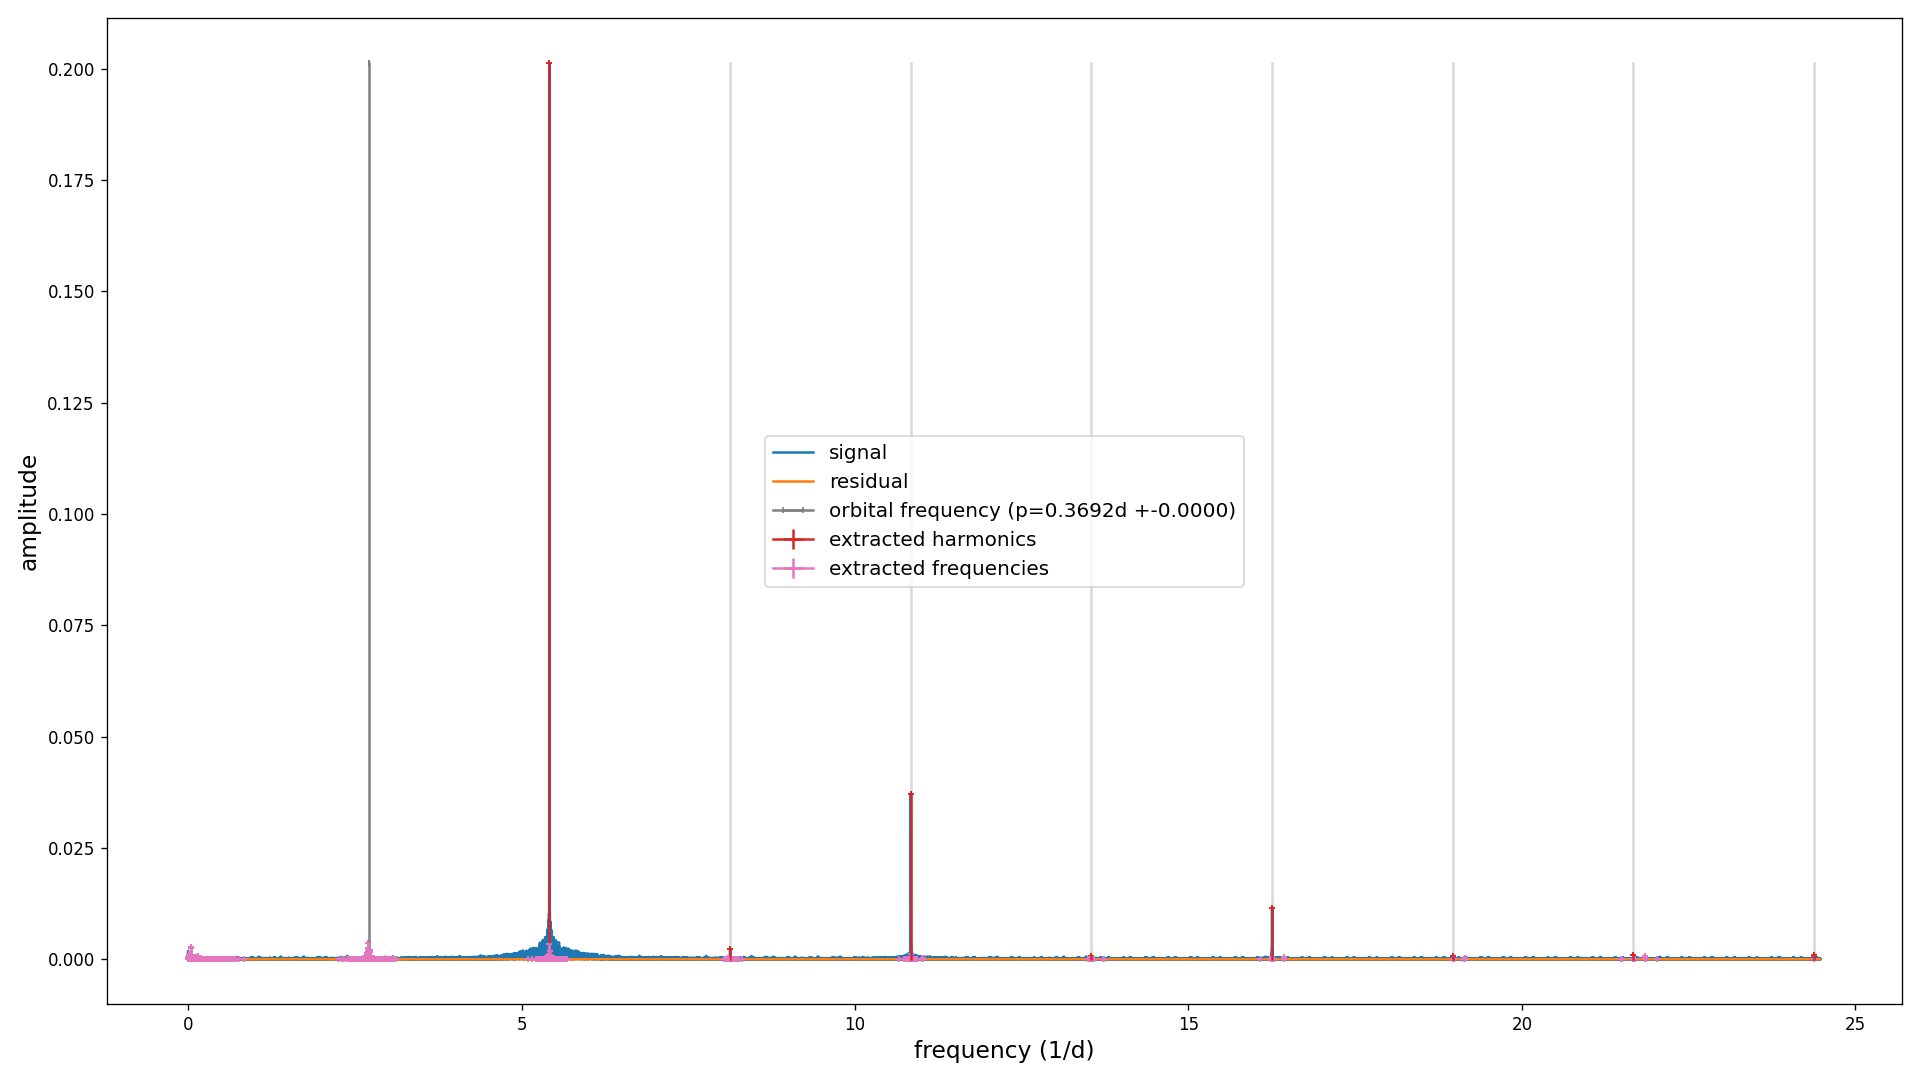 amplitude
0.200
0.175
0.150
0.125
0.100
0.075
0.050
0.025
0.000
signal
residual
orbital frequency (p=0.3692d +-0.0000)
extracted harmonics
extracted frequencies
0 5 10 15 20 25
frequency (1/d)